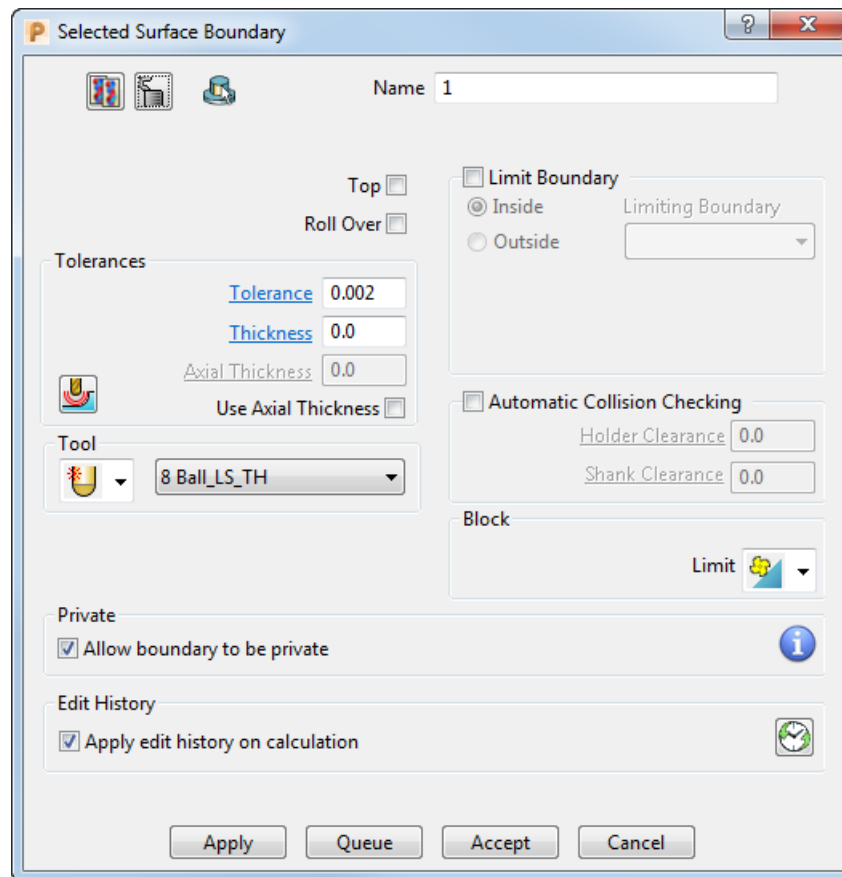 Selected Surface Boundary
Name 1
Top
Roll Over
Tolerances
Tolerance 0.002
Thickness 0.0
Axial Thickness 0.0
Use Axial Thickness
Tool
8 Ball_LS_TH
Limit Boundary
Inside Limiting Boundary
Outside
Automatic Collision Checking
Holder Clearance 0.0
Shank Clearance 0.0
Block
Limit
Private
Allow boundary to be private
Edit History
Apply edit history on calculation
Apply Queue Accept Cancel